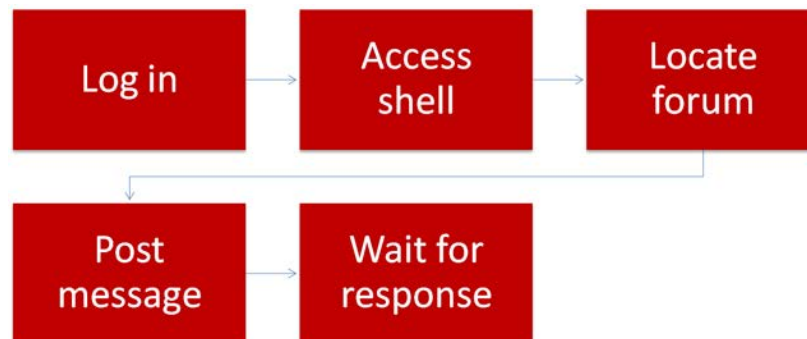 Log in
Access
shell
Locate
forum
Post
message
Wait for
response